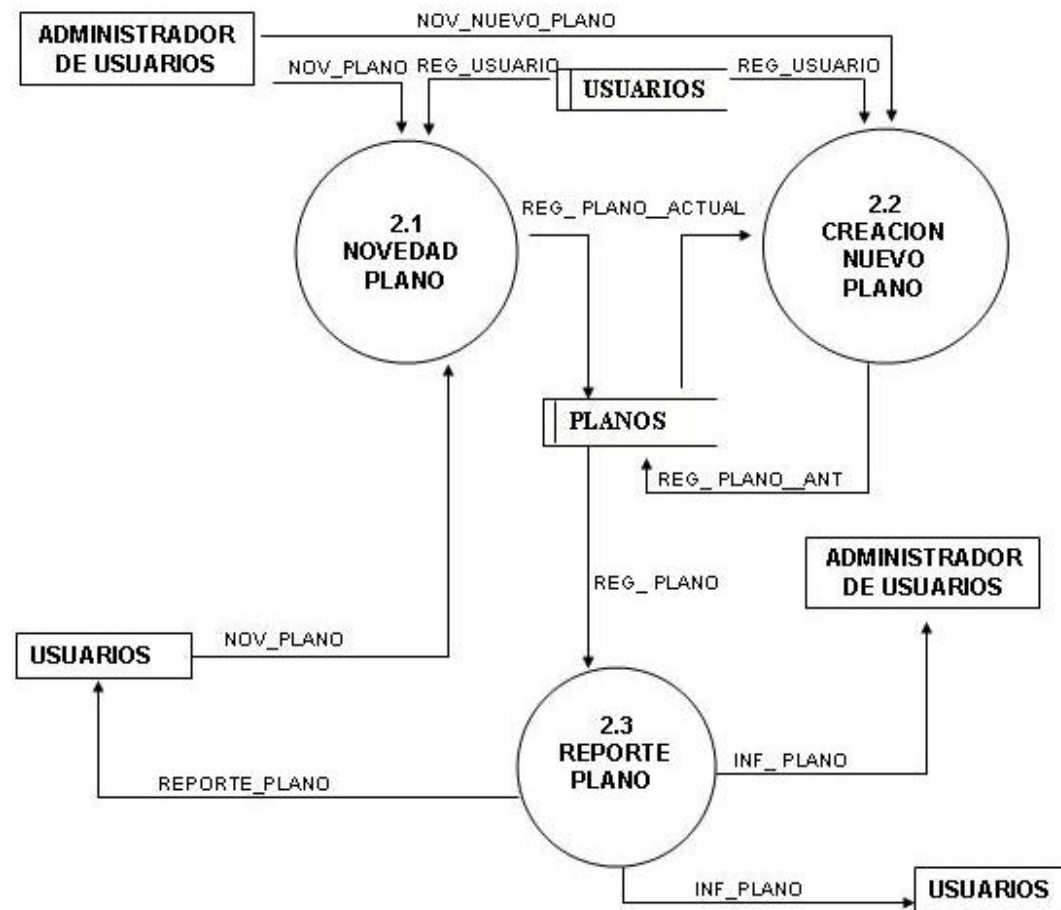 NOV_NUEVO_PLANO
ADMINISTRADOR
DE USUARIOS
NOV_PLANO
REG_USUARIO
REG_USUARIO
USUARIOS
2.1
NOVEDAD
PLANO
REG_ PLANO__ACTUAL
2.2
CREACION
NUEVO
PLANO
PLANOS
REG_ PLANO__ANT
ADMINISTRADOR
DE USUARIOS
REG_ PLANO
NOV_PLANO
USUARIOS
2.3
REPORTE
PLANO
INF_ PLANO
REPORTE_PLANO
INF_PLANO
USUARIOS